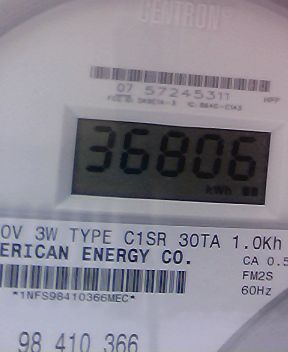 CENTRON
07 57245311
36806
kWh
0V 3W TYPE C1SR 30TA 1.0Kh
ERICAN ENERGY CO.
CA 0.5
FM2S
*1NFS98410366MEC*
60Hz
98 410 366